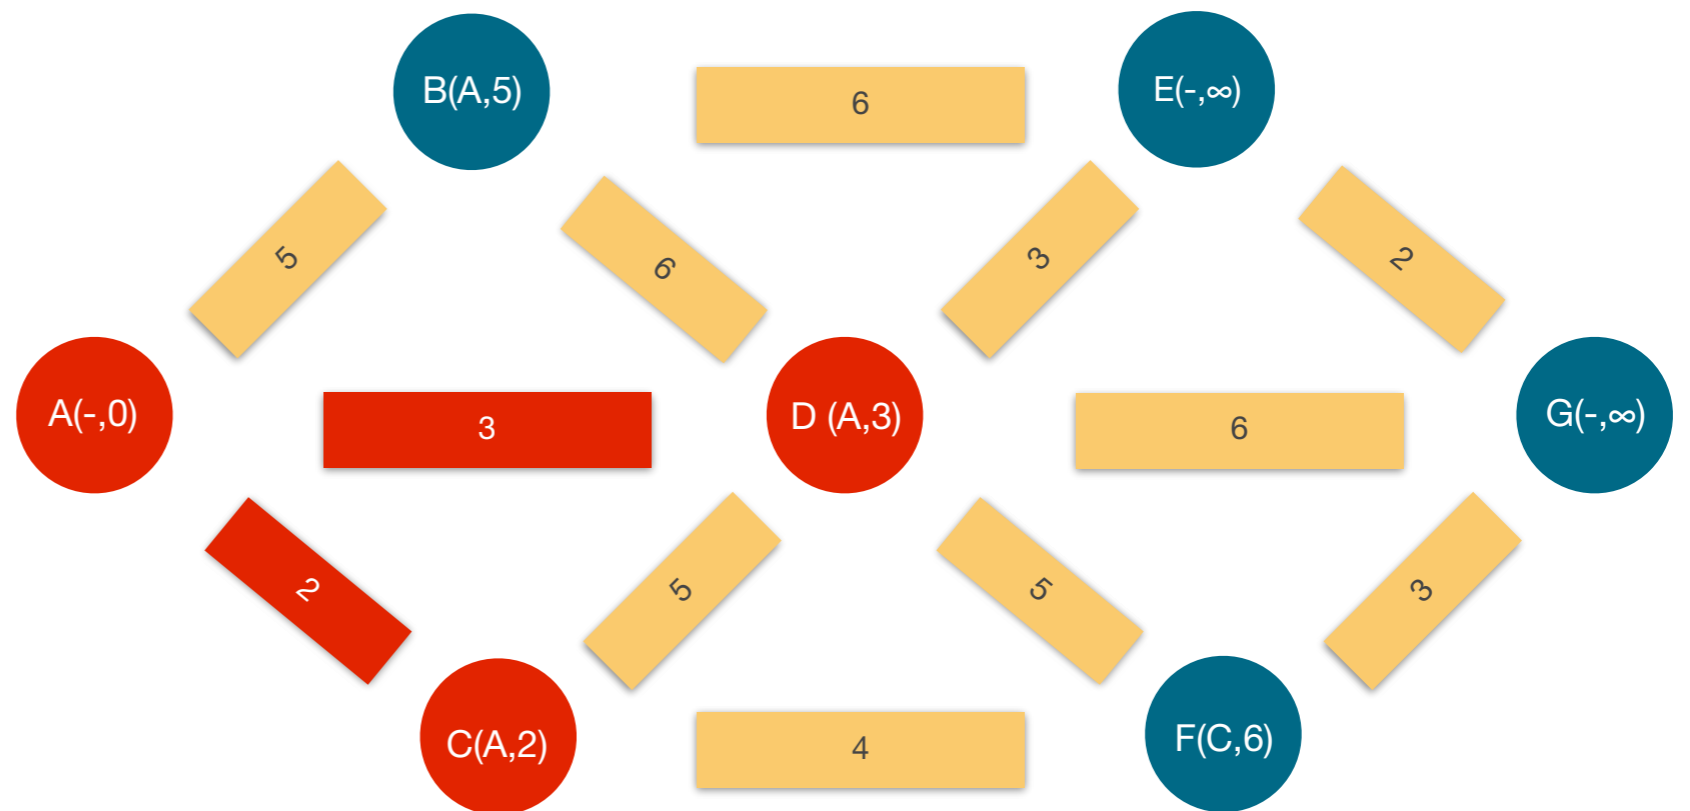 B(A,5)
6
E(-,∞)
5
6
3
2
A(-,0)
3
D (A,3)
6
G(-,∞)
2
5
5
3
C(A,2)
4
F(C,6)